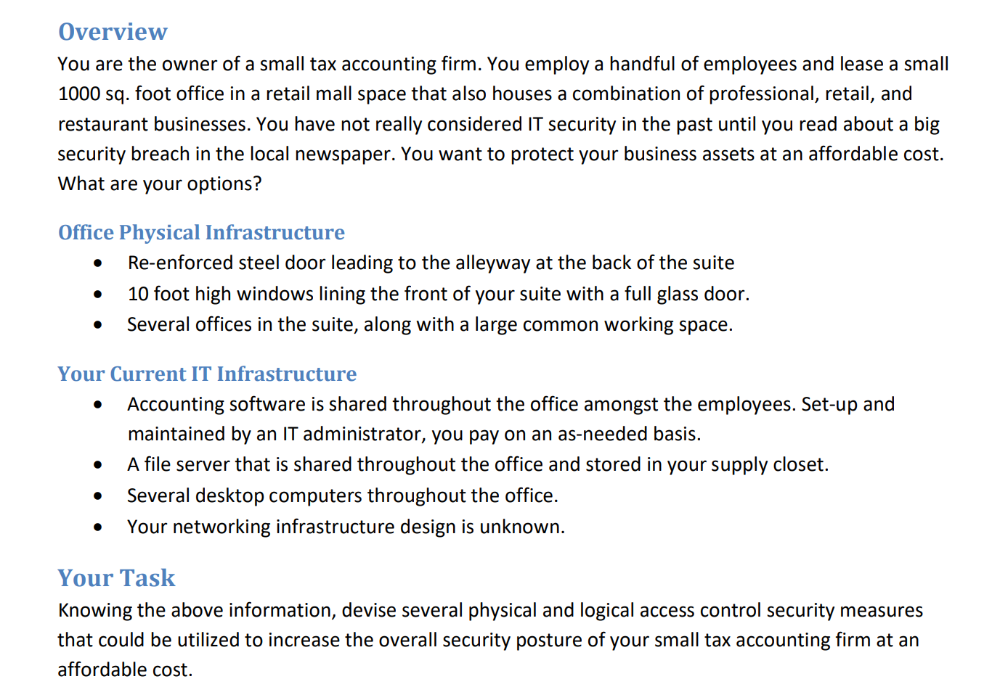 Overview
You are the owner of a small tax accounting firm. You employ a handful of employees and lease a small
1000 sq. foot office in a retail mall space that also houses a combination of professional, retail, and
restaurant businesses. You have not really considered IT security in the past until you read about a big
security breach in the local newspaper. You want to protect your business assets at an affordable cost.
What are your options?
Office Physical Infrastructure
• Re-enforced steel door leading to the alleyway at the back of the suite
• 10 foot high windows lining the front of your suite with a full glass door.
• Several offices in the suite, along with a large common working space.
Your Current IT Infrastructure
• Accounting software is shared throughout the office amongst the employees. Set-up and
maintained by an IT administrator, you pay on an as-needed basis.
• A file server that is shared throughout the office and stored in your supply closet.
• Several desktop computers throughout the office.
• Your networking infrastructure design is unknown.
Your Task
Knowing the above information, devise several physical and logical access control security measures
that could be utilized to increase the overall security posture of your small tax accounting firm at an
affordable cost.